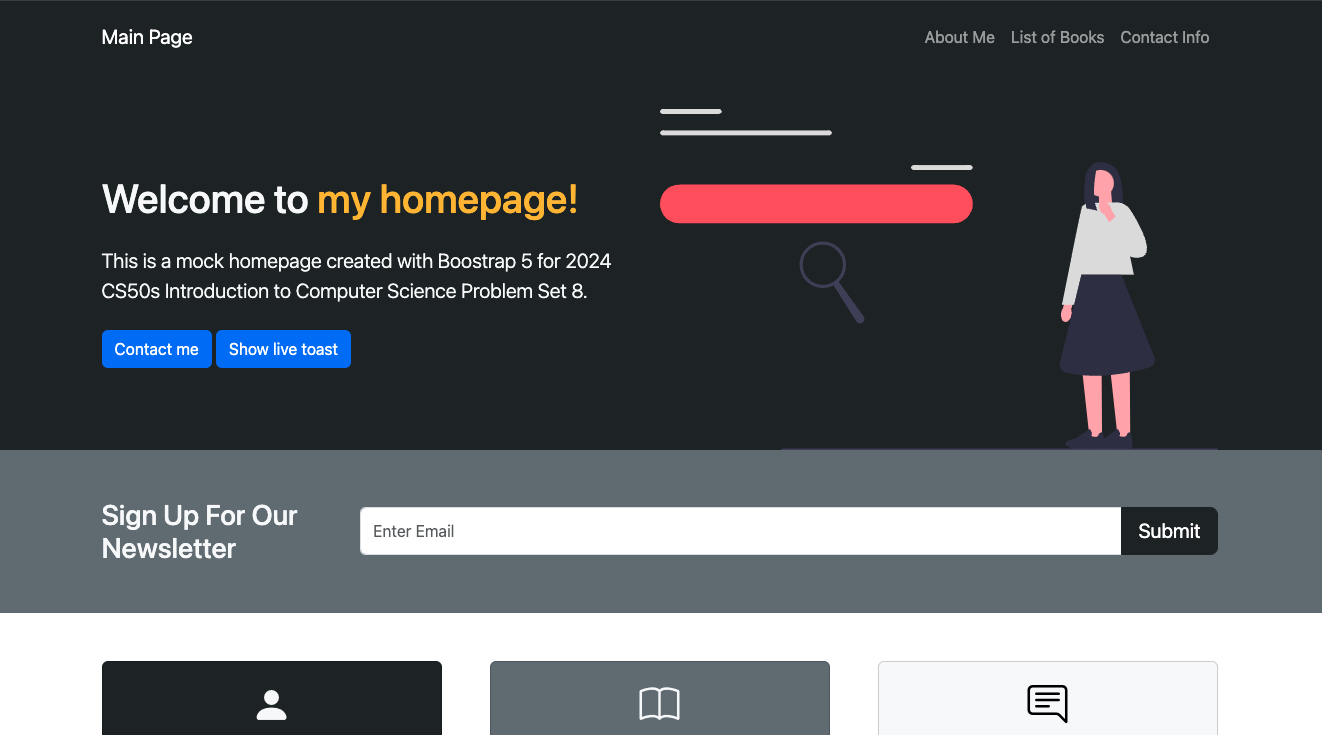 Main Page
About Me List of Books Contact Info
Welcome to my homepage!
This is a mock homepage created with Boostrap 5 for 2024
CS50s Introduction to Computer Science Problem Set 8.
Contact me Show live toast
Sign Up For Our
Newsletter
Enter Email
Submit